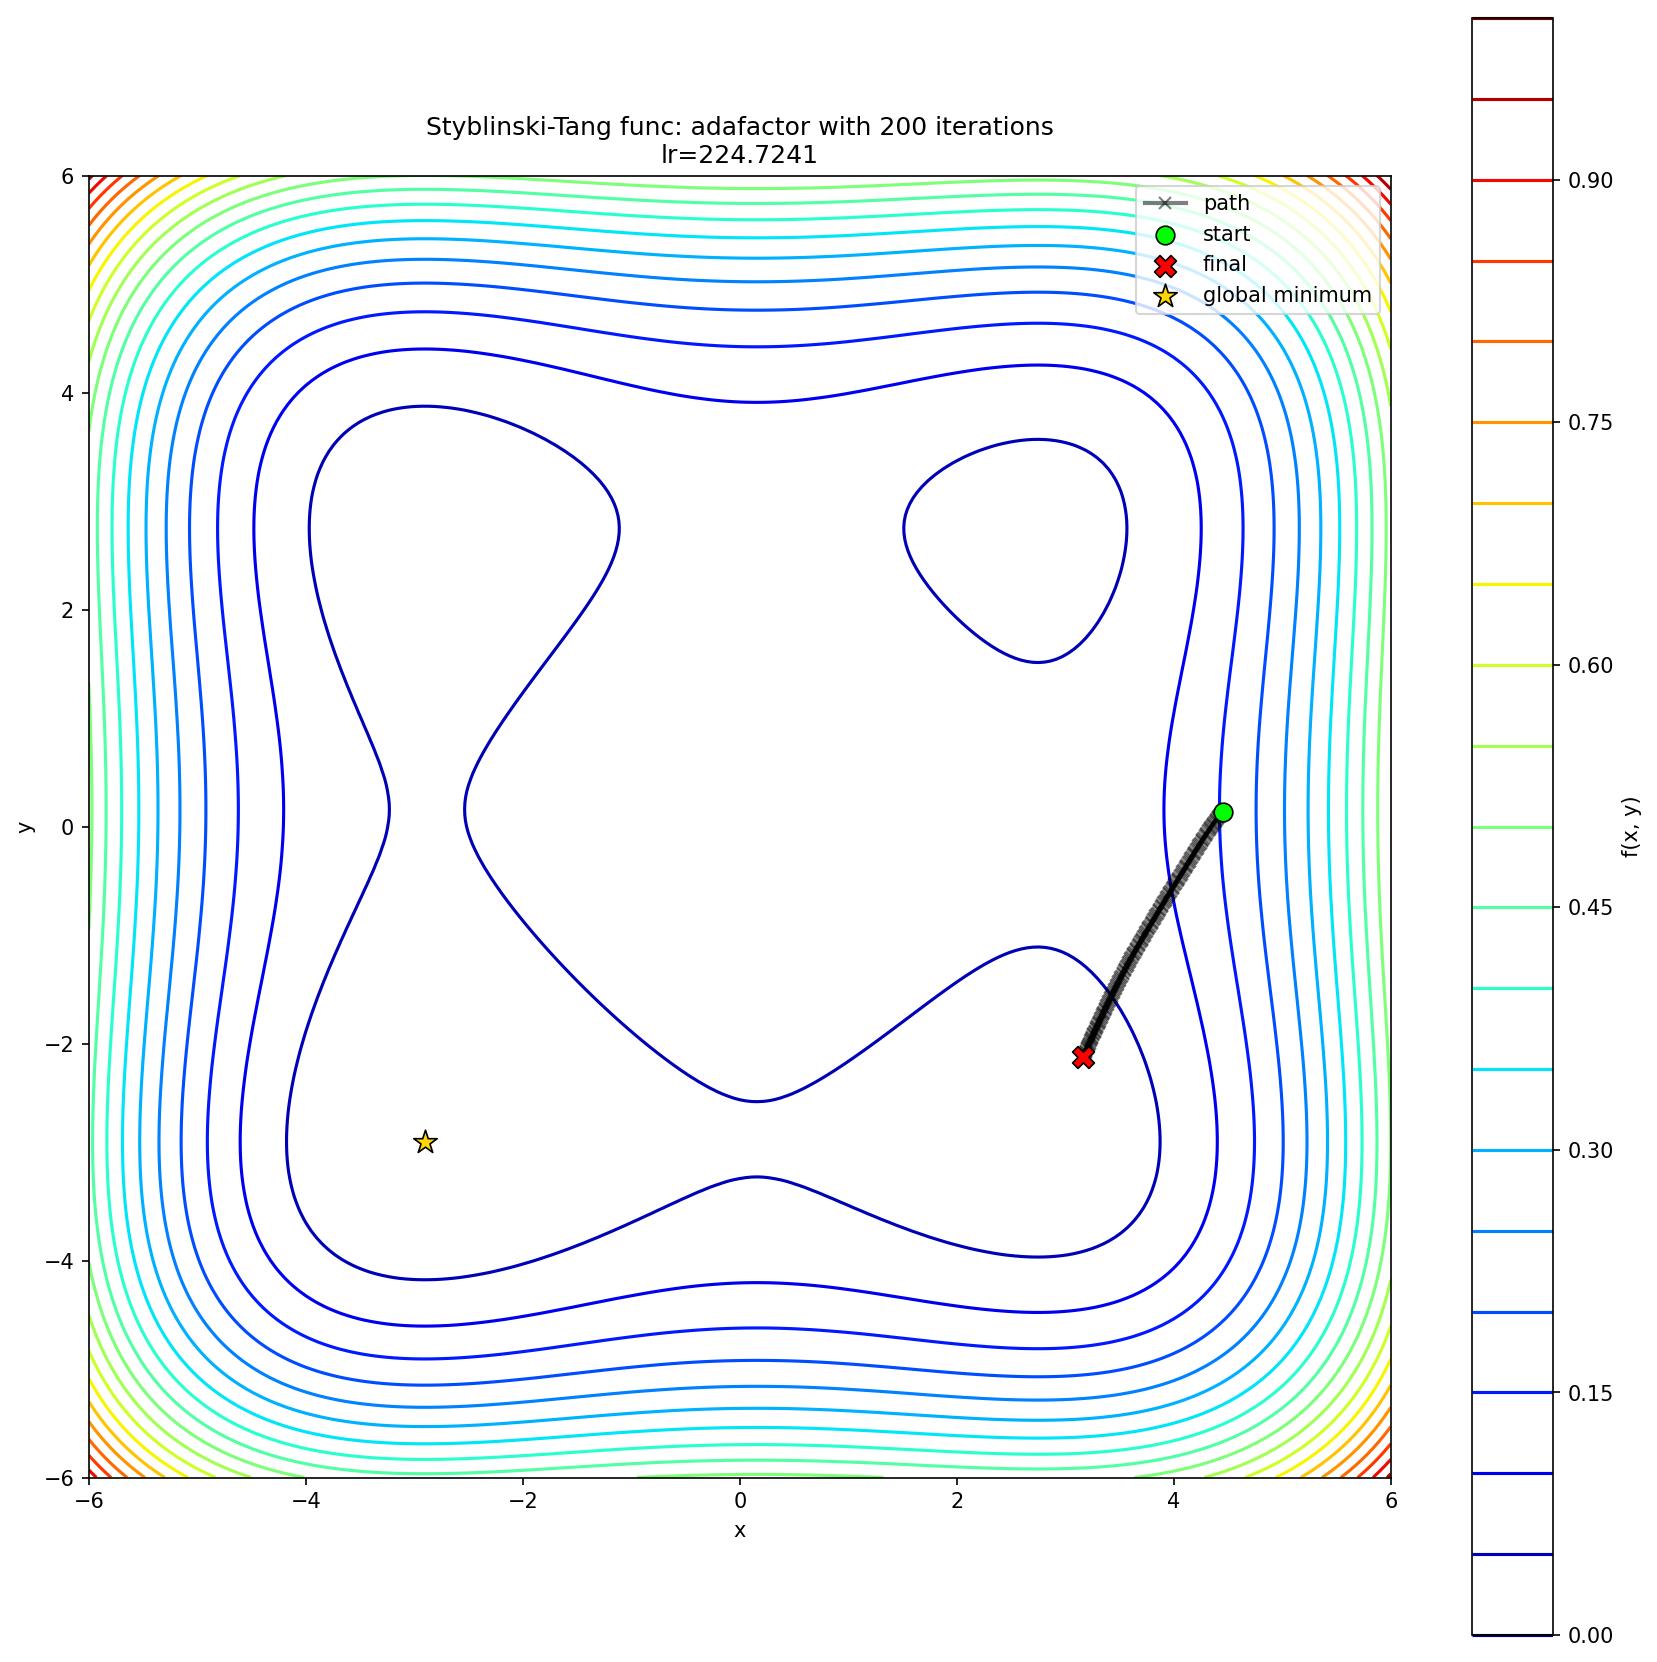 Styblinski-Tang func: adafactor with 200 iterations
lr=224.7241
path
start
final
global minimum
6
4
2
0
−2
−4
−6
y
−6
−4
−2
0
2
4
6
x
0.90
0.75
0.60
0.45
0.30
0.15
0.00
f(x, y)